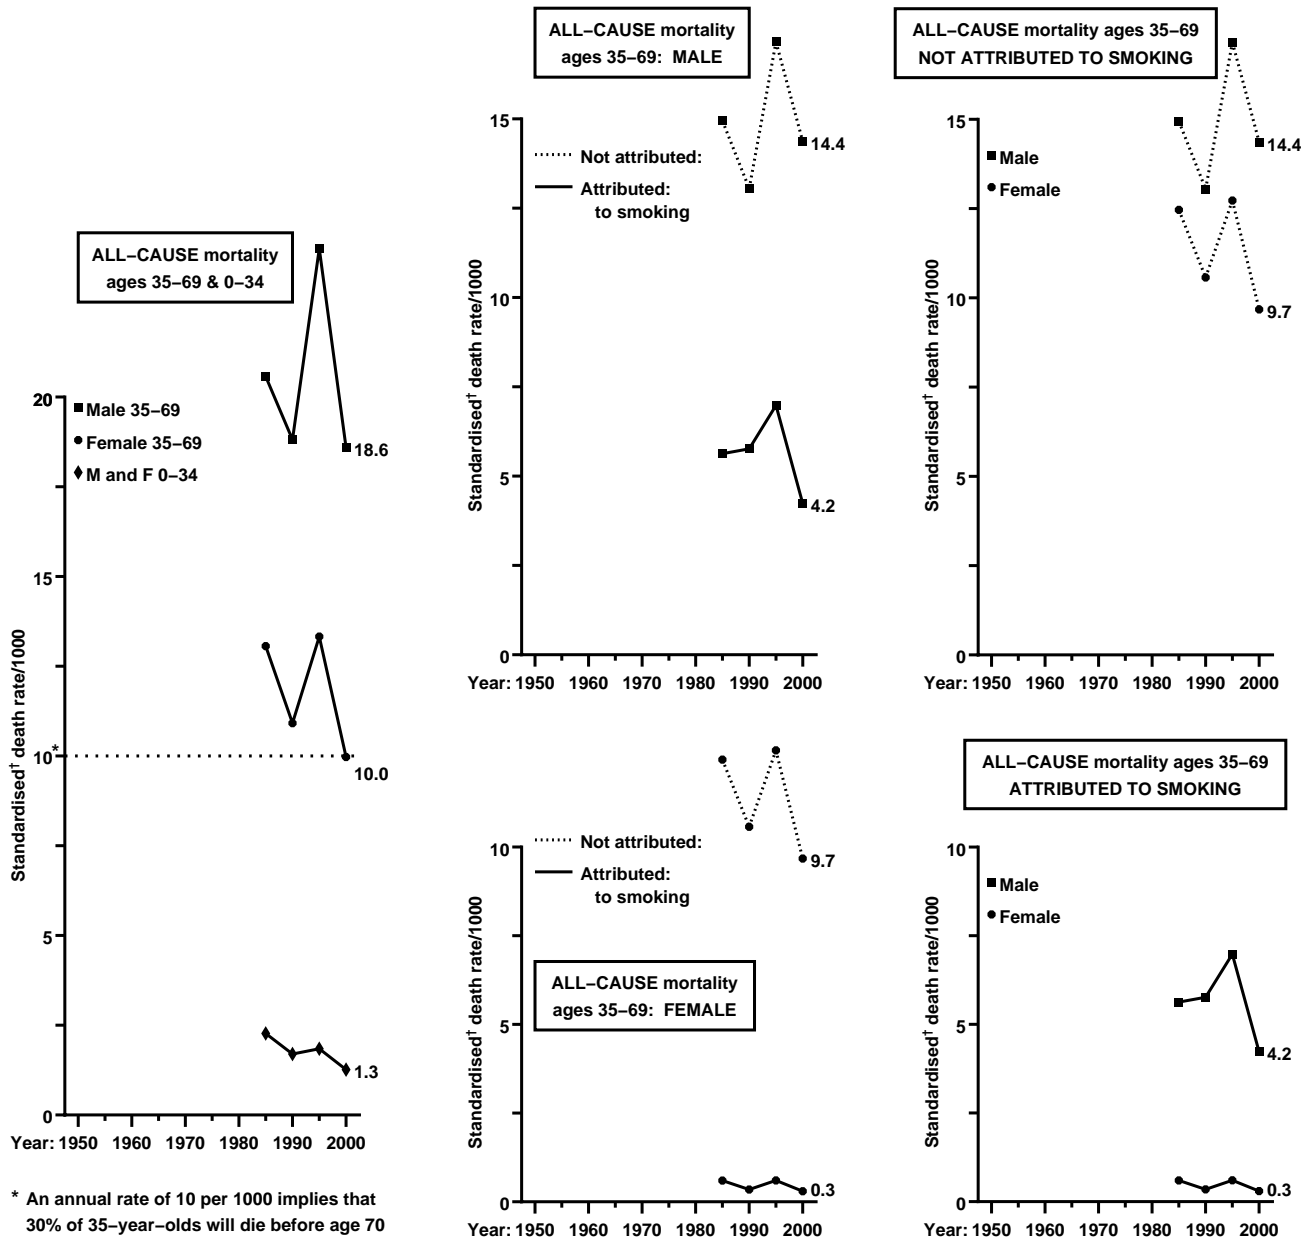 ALL–CAUSE mortality
ages 35–69 & 0–34
20
15
10*
5
0
Standardised† death rate/1000
Male 35–69
Female 35–69
M and F 0–34
18.6
10.0
1.3
Year: 1950 1960 1970 1980 1990 2000
* An annual rate of 10 per 1000 implies that
30% of 35–year–olds will die before age 70
ALL–CAUSE mortality
ages 35–69: MALE
15
10
5
0
Standardised† death rate/1000
Not attributed:
Attributed:
to smoking
14.4
4.2
Year: 1950 1960 1970 1980 1990 2000
ALL–CAUSE mortality ages 35–69
NOT ATTRIBUTED TO SMOKING
15
10
5
0
Standardised† death rate/1000
Male
Female
14.4
9.7
Year: 1950 1960 1970 1980 1990 2000
10
5
0
Standardised† death rate/1000
Not attributed:
Attributed:
to smoking
ALL–CAUSE mortality
ages 35–69: FEMALE
9.7
0.3
Year: 1950 1960 1970 1980 1990 2000
ALL–CAUSE mortality ages 35–69
ATTRIBUTED TO SMOKING
10
5
0
Standardised† death rate/1000
Male
Female
4.2
0.3
Year: 1950 1960 1970 1980 1990 2000